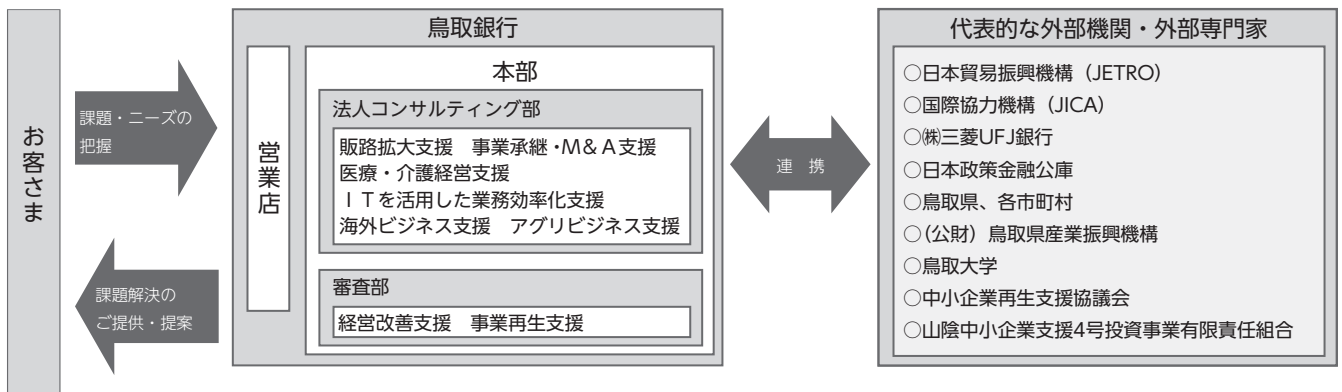 お客さま
課題・ニーズの
把握
課題解決の
ご提供・提案
鳥取銀行
営業店
本部
法人コンサルティング部
販路拡大支援　事業承継・M&A支援
医療・介護経営支援
ITを活用した業務効率化支援
海外ビジネス支援　アグリビジネス支援
審査部
経営改善支援　事業再生支援
連　携
代表的な外部機関・外部専門家
○日本貿易振興機構（JETRO）
○国際協力機構（JICA）
○㈱三菱UFJ銀行
○日本政策金融公庫
○鳥取県、各市町村
○(公財）鳥取県産業振興機構
○鳥取大学
○中小企業再生支援協議会
○山陰中小企業支援4号投資事業有限責任組合